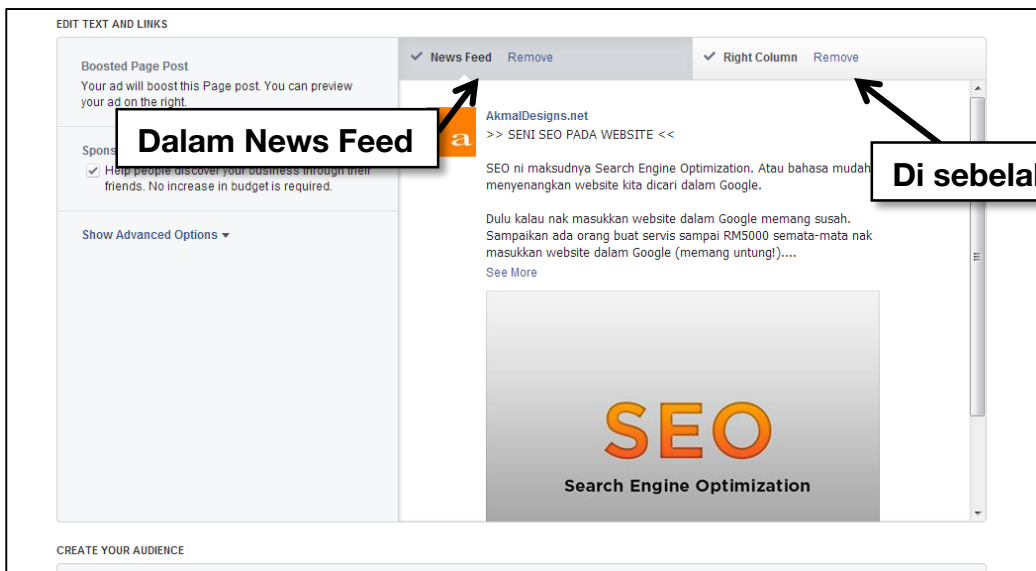 EDIT TEXT AND LINKS
Boosted Page Post
Your ad will boost this Page post. You can preview
your ad on the right.
Spons
Help people discover your business through their
friends. No increase in budget is required.
Show Advanced Options
News Feed Remove
Right Column Remove
Dalam News Feed
Di sebelah
a
AkmalDesigns.net
>> SENI SEO PADA WEBSITE <<
SEO ni maksudnya Search Engine Optimization. Atau bahasa mudah
menyenangkan website kita dicari dalam Google.
Dulu kalau nak masukkan website dalam Google memang susah.
Sampaikan ada orang buat servis sampai RM5000 semata-mata nak
masukkan website dalam Google (memang untung!)....
See More
SEO
Search Engine Optimization
CREATE YOUR AUDIENCE